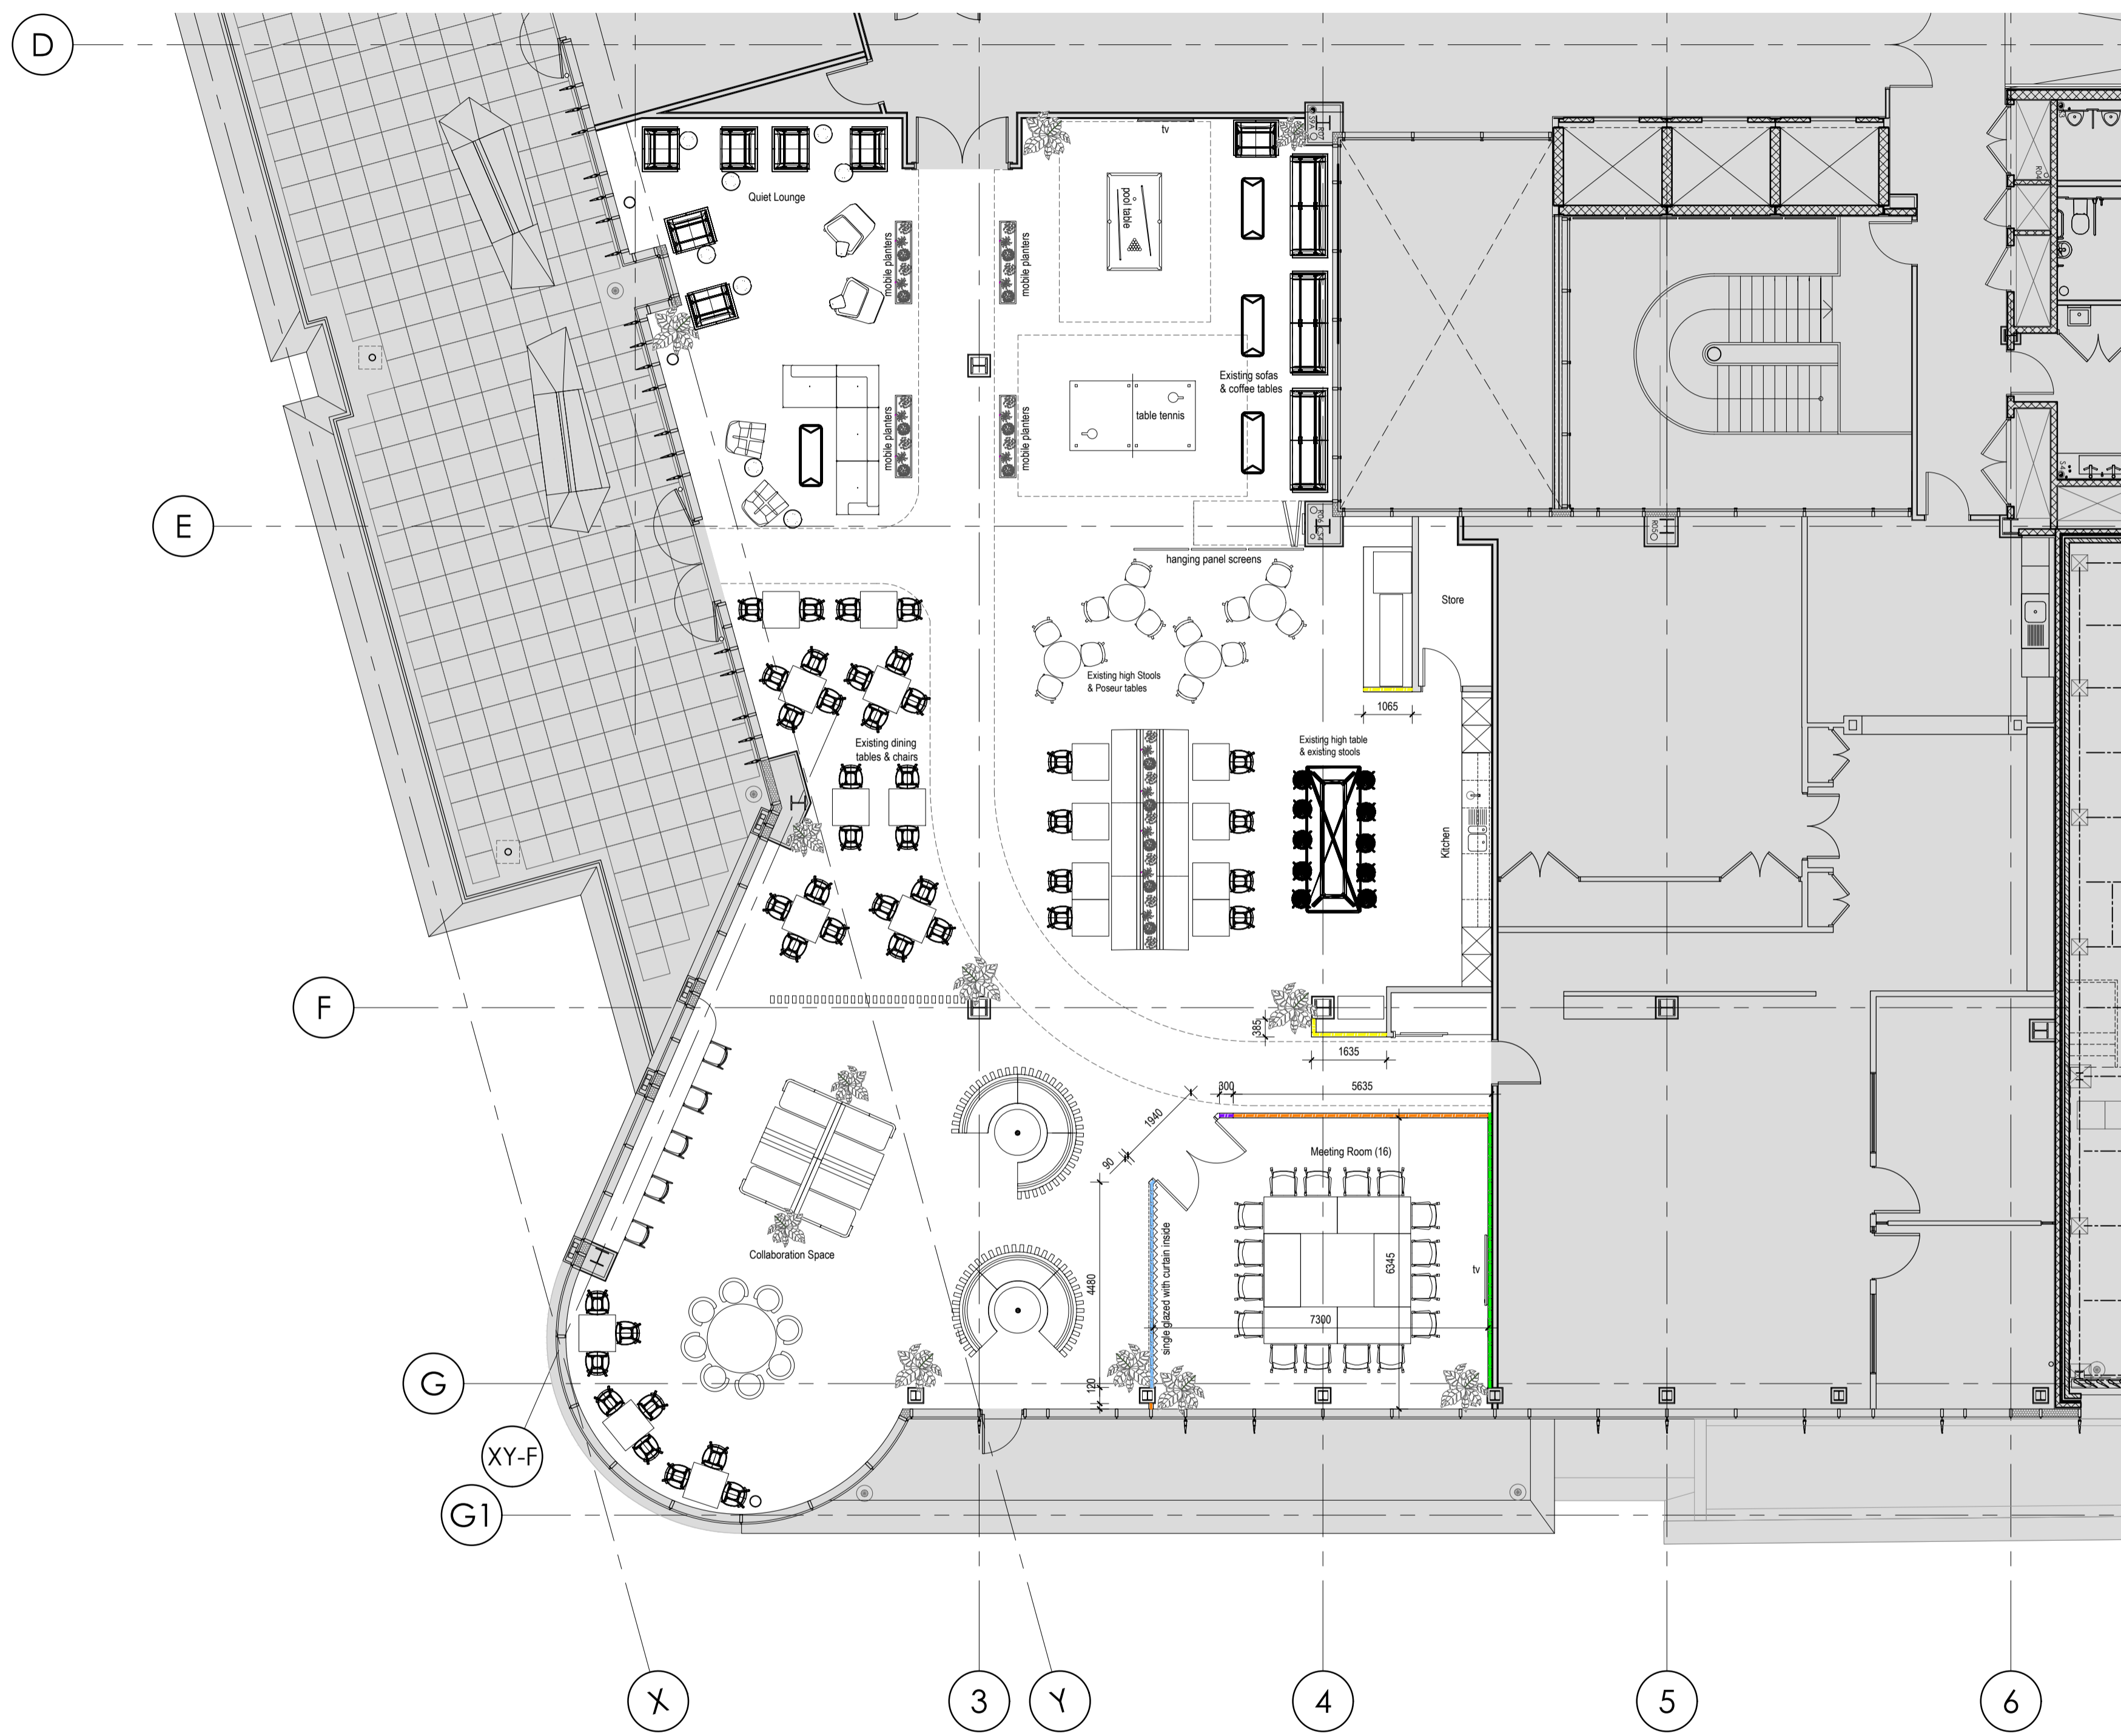 D
tv
Quiet Lounge
pool table
mobile planters
mobile planters
Existing sofas
& coffee tables
mobile planters
table tennis
mobile planters
E
hanging panel screens
Store
Existing high Stools
& Poseur tables
1065
Existing dining
tables & chairs
Existing high table
& existing stools
Kitchen
F
385
1635
300
5635
1940
90
Meeting Room (16)
Collaboration Space
single glazed with curtain inside
4480
6345
tv
7300
G
120
XY-F
G1
X
3
Y
4
5
6